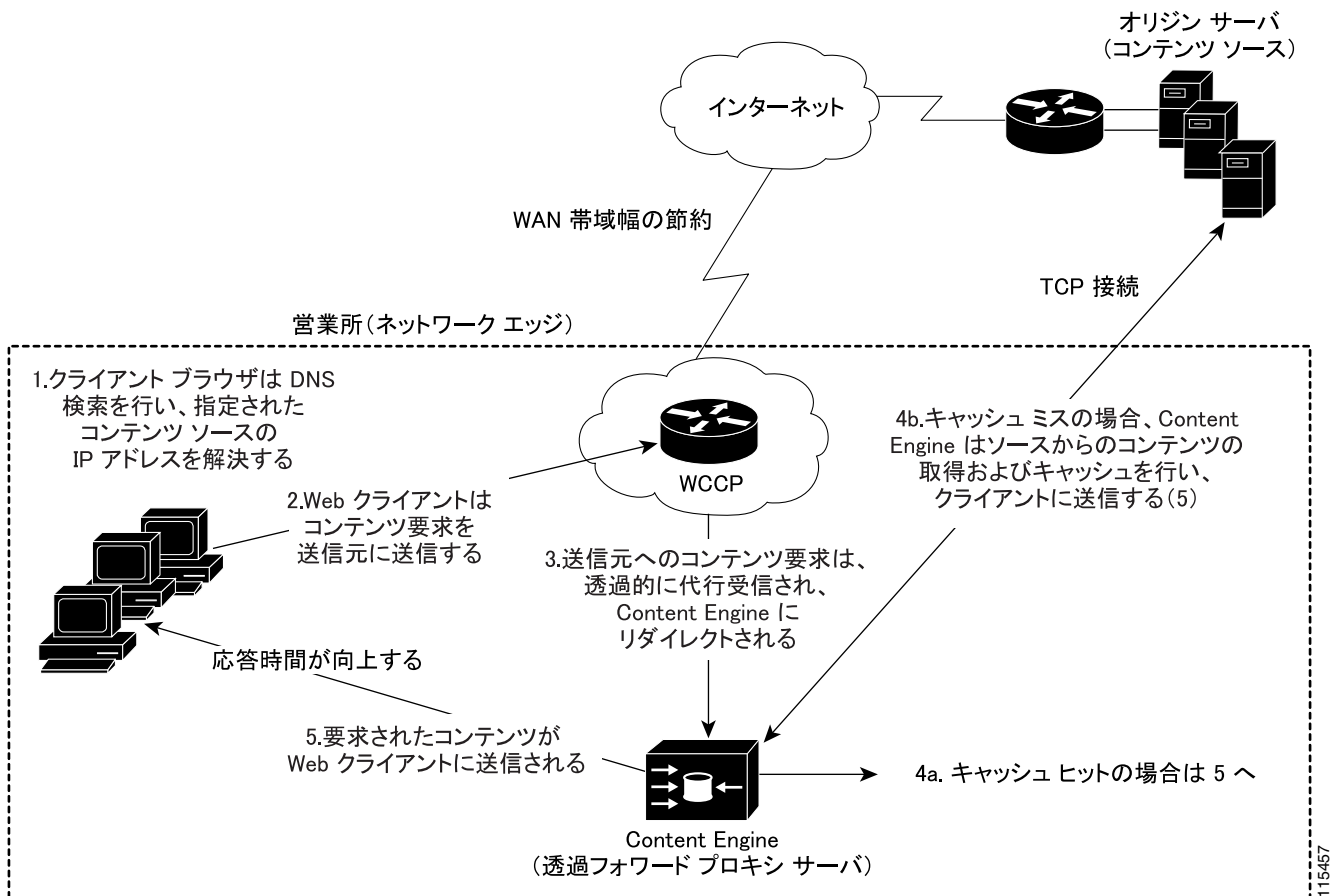 オリジン サーバ
（コンテンツ ソース）
インターネット
WAN 帯域幅の節約
TCP 接続
営業所（ネットワーク エッジ）
1.クライアント ブラウザは DNS
検索を行い、指定された
コンテンツ ソースの
IP アドレスを解決する
WCCP
2.Web クライアントは
コンテンツ要求を
送信元に送信する
4b.キャッシュ ミスの場合、Content
Engine はソースからのコンテンツの
取得およびキャッシュを行い、
クライアントに送信する（5）
3.送信元へのコンテンツ要求は、
透過的に代行受信され、
Content Engine に
リダイレクトされる
応答時間が向上する
5.要求されたコンテンツが
Web クライアントに送信される
4a. キャッシュ ヒットの場合は 5 へ
Content Engine
（透過フォワード プロキシ サーバ）
115457